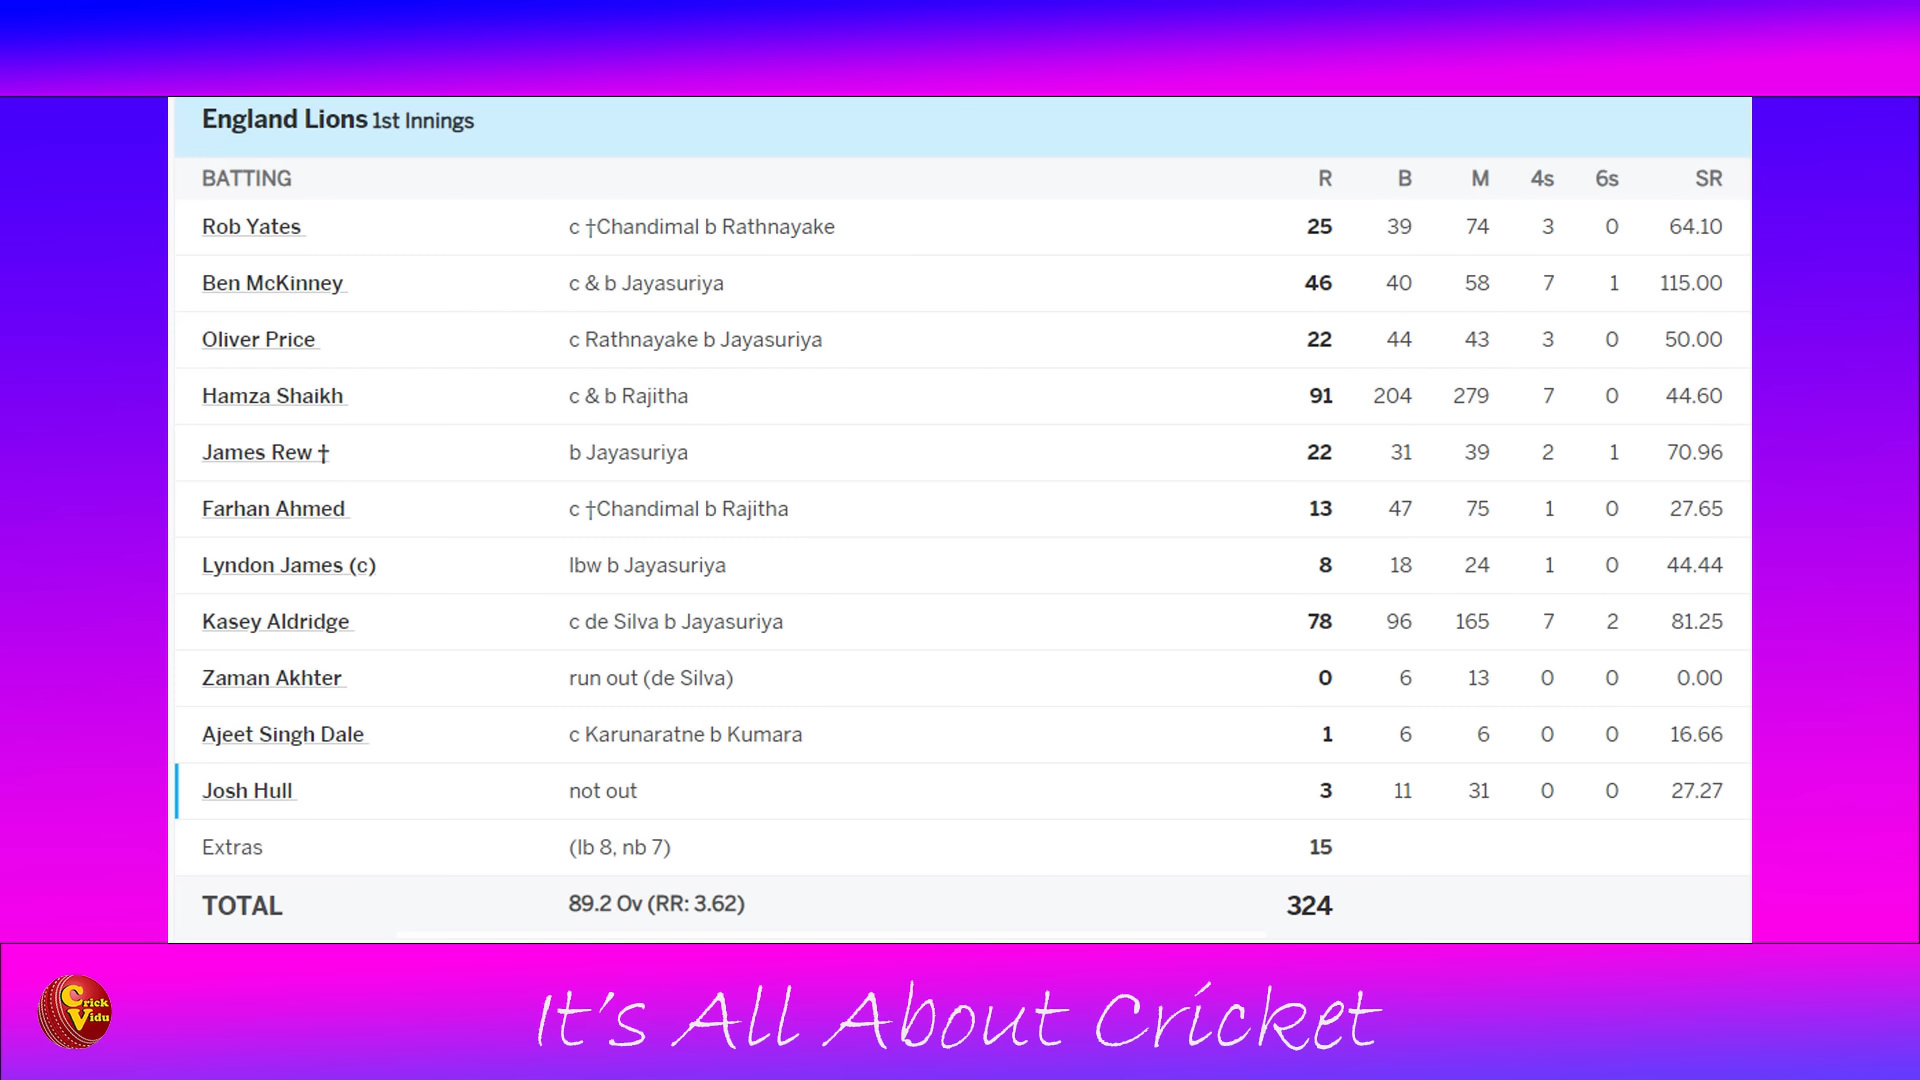 England Lions 1st Innings
BATTING R B M 4s 6s SR
Rob Yates c †Chandimal b Rathnayake 25 39 74 3 0 64.10
Ben McKinney c & b Jayasuriya 46 40 58 7 1 115.00
Oliver Price c Rathnayake b Jayasuriya 22 44 43 3 0 50.00
Hamza Shaikh c & b Rajitha 91 204 279 7 0 44.60
James Rew † b Jayasuriya 22 31 39 2 1 70.96
Farhan Ahmed c †Chandimal b Rajitha 13 47 75 1 0 27.65
Lyndon James (c) lbw b Jayasuriya 8 18 24 1 0 44.44
Kasey Aldridge c de Silva b Jayasuriya 78 96 165 7 2 81.25
Zaman Akhter run out (de Silva) 0 6 13 0 0 0.00
Ajeet Singh Dale c Karunaratne b Kumara 1 6 6 0 0 16.66
Josh Hull not out 3 11 31 0 0 27.27
Extras (lb 8, nb 7) 15
TOTAL 89.2 Ov (RR: 3.62) 324
Crick
Vidu
It's All About Cricket